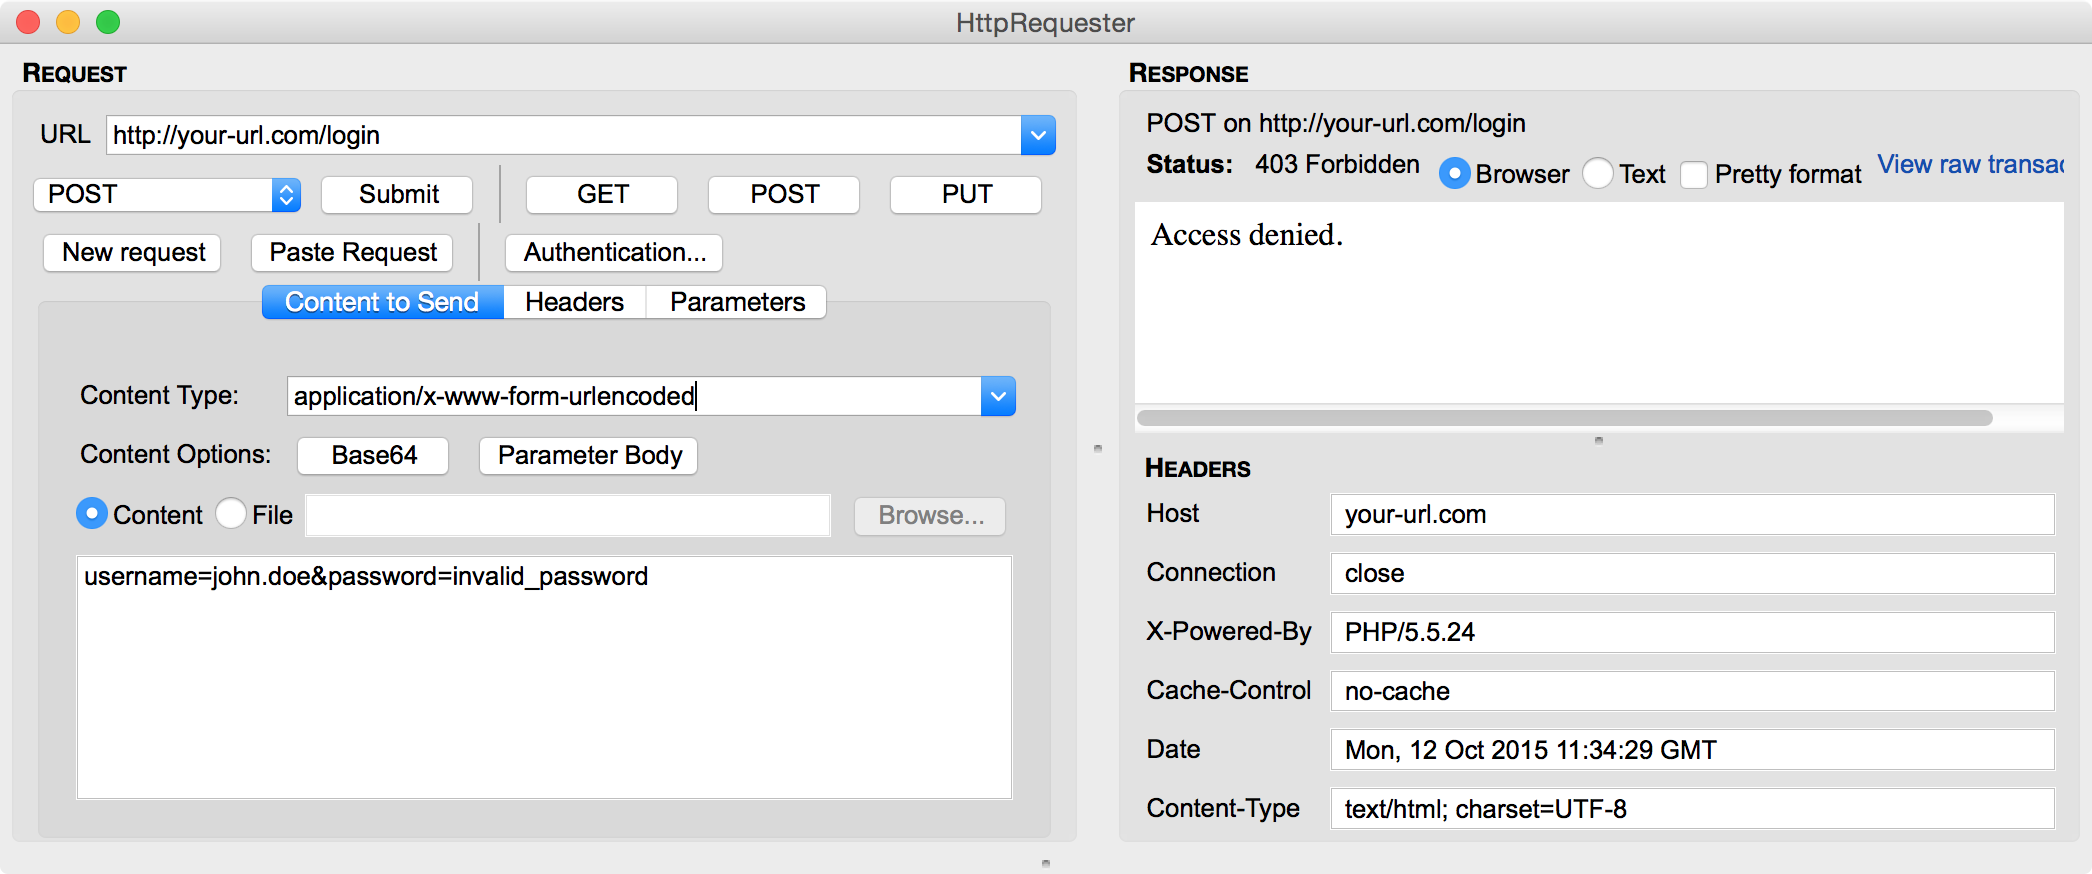 HttpRequester
REQUEST
URL http://your-url.com/login
POST Submit GET POST PUT
New request Paste Request Authentication...
Content to Send Headers Parameters
Content Type: application/x-www-form-urlencoded
Content Options: Base64 Parameter Body
Content File Browse...
username=john.doe&password=invalid_password
RESPONSE
POST on http://your-url.com/login
Status: 403 Forbidden Browser Text Pretty format View raw
Access denied.
HEADERS
Host your-url.com
Connection close
X-Powered-By PHP/5.5.24
Cache-Control no-cache
Date Mon, 12 Oct 2015 11:34:29 GMT
Content-Type text/html; charset=UTF-8